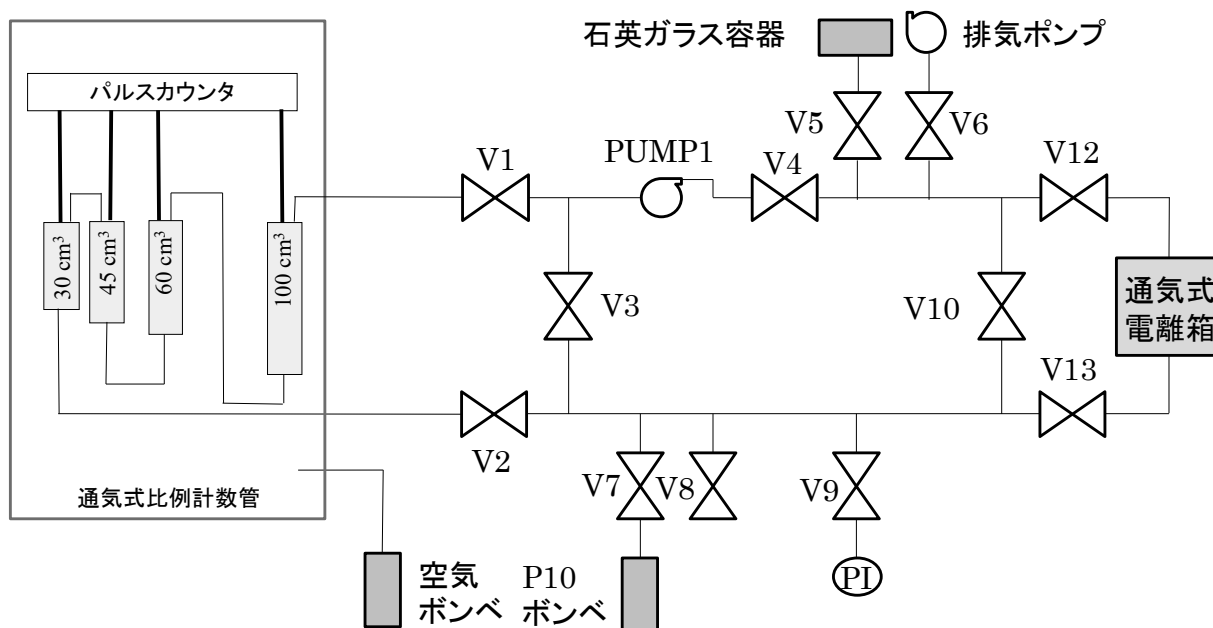 石英ガラス容器
排気ポンプ
パルスカウンタ
V5
V6
V1
PUMP1
V4
V12
30 cm³
45 cm³
60 cm³
100 cm³
V3
V10
通気式
電離箱
V13
V2
V7
V8
V9
通気式比例計数管
空気
ボンベ
P10
ボンベ
PI